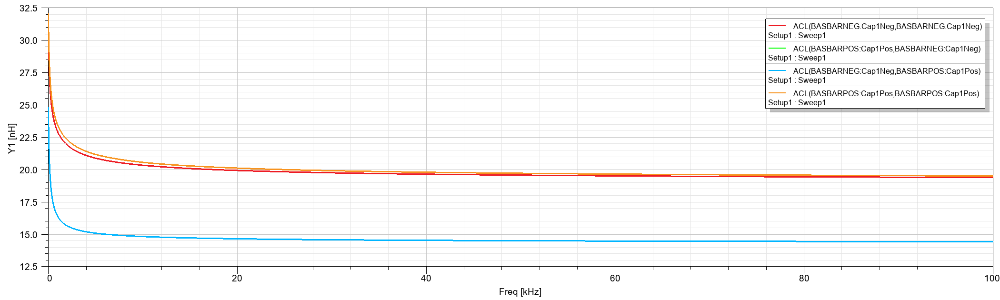 32.5
30.0
27.5
25.0
22.5
20.0
17.5
15.0
12.5
Y1 [nH]
0 20 40 60 80 100
Freq [kHz]
ACL(BASBARNEG:Cap1Neg,BASBARNEG:Cap1Neg)
Setup1 : Sweep1
ACL(BASBARPOS:Cap1Pos,BASBARNEG:Cap1Neg)
Setup1 : Sweep1
ACL(BASBARNEG:Cap1Neg,BASBARPOS:Cap1Pos)
Setup1 : Sweep1
ACL(BASBARPOS:Cap1Pos,BASBARPOS:Cap1Pos)
Setup1 : Sweep1